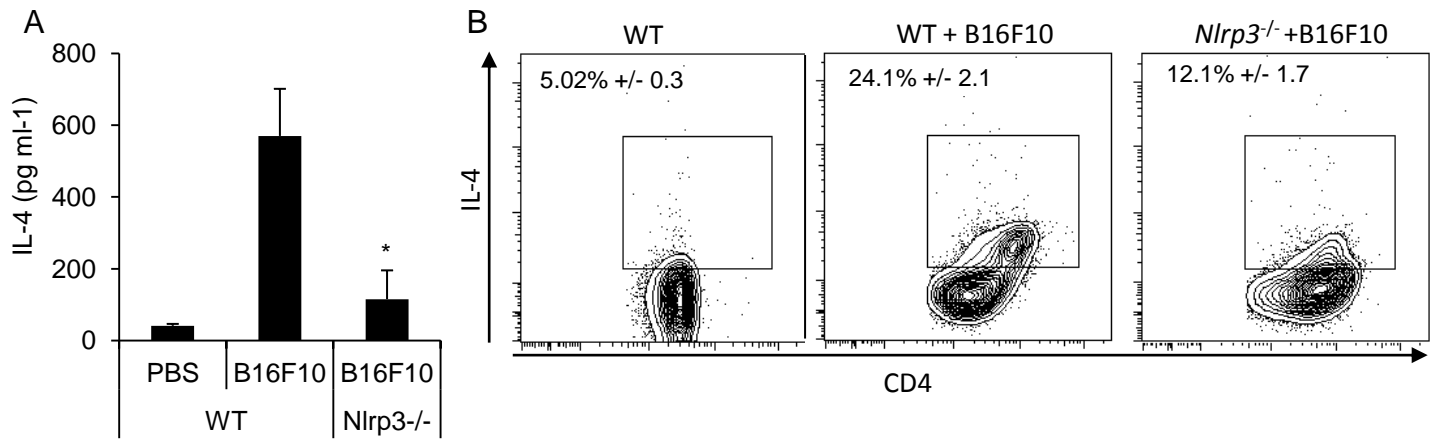 A
IL-4 (pg ml-1)
800
600
400
200
0
*
PBS
B16F10
B16F10
WT
Nlrp3-/-
B
WT
WT + B16F10
Nlrp3-/- +B16F10
5.02% +/- 0.3
24.1% +/- 2.1
12.1% +/- 1.7
IL-4
CD4